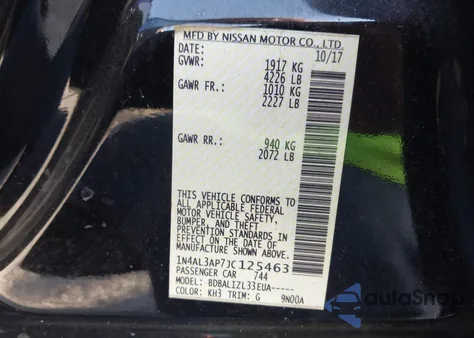 MFD BY NISSAN MOTOR CO., LTD.
DATE: 10/17
GVWR: 1917 KG
4226 LB
GAWR FR.: 1010 KG
2227 LB
GAWR RR.: 940 KG
2072 LB
THIS VEHICLE CONFORMS TO
ALL APPLICABLE FEDERAL
MOTOR VEHICLE SAFETY,
BUMPER, AND THEFT
PREVENTION STANDARDS IN
EFFECT ON THE DATE OF
MANUFACTURE SHOWN ABOVE.
1N4AL3AP7JC125463
PASSENGER CAR 744
MODEL: BDBALIZL33EUA-----
COLOR: KH3 TRIM: G 9N00A
autoSnap